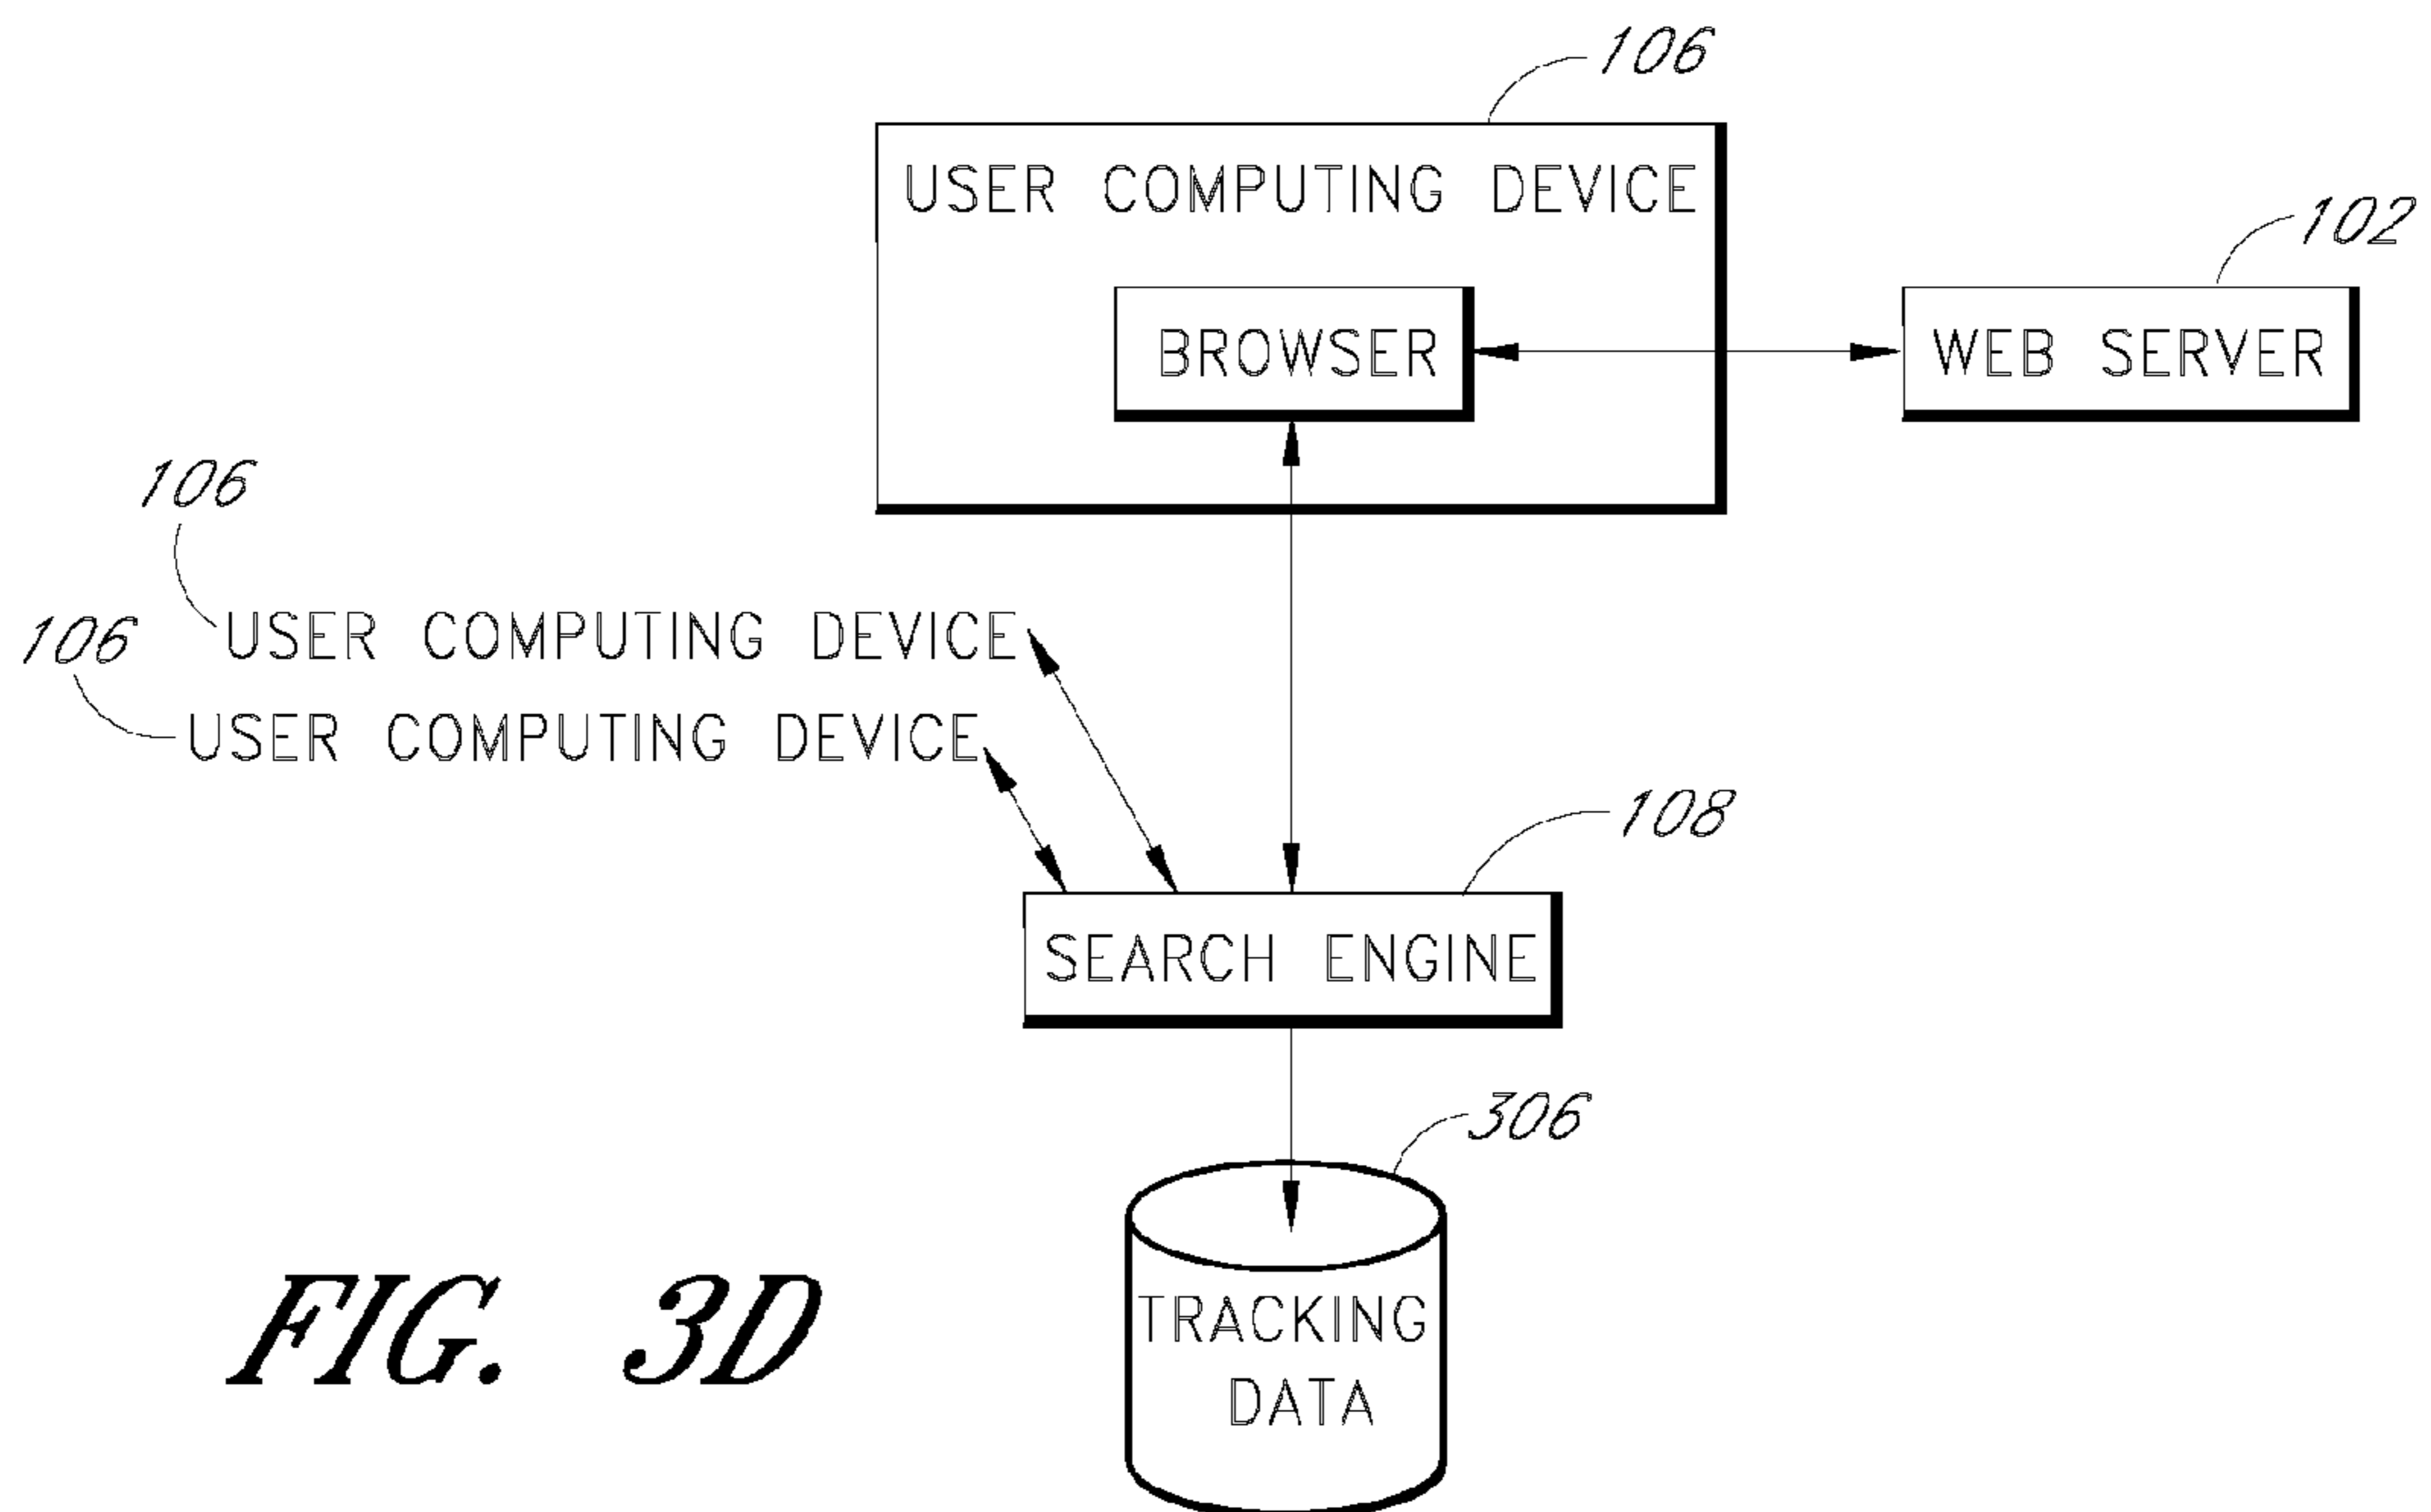 106
USER COMPUTING DEVICE
102
BROWSER
WEB SERVER
106
106
USER COMPUTING DEVICE
USER COMPUTING DEVICE
108
SEARCH ENGINE
306
TRACKING
DATA
FIG. 3D